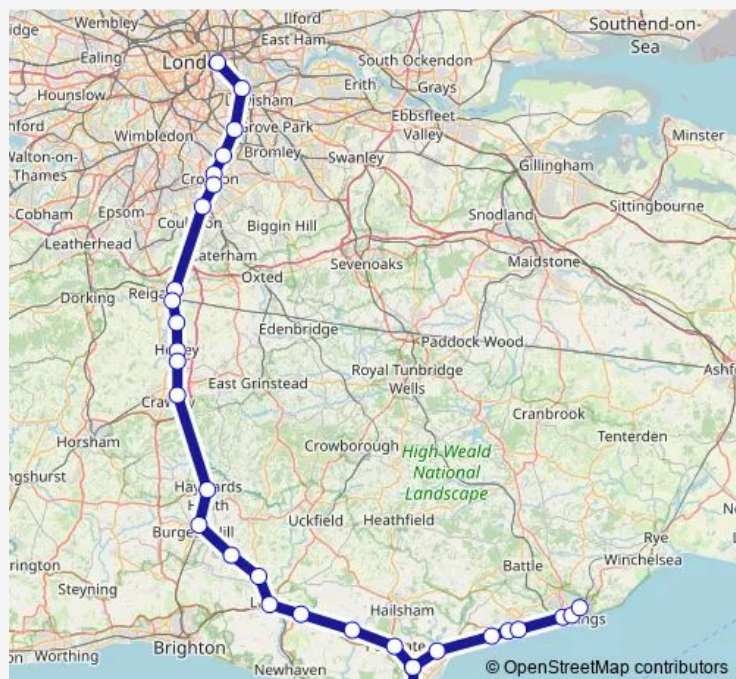 Wembley
Ilford
Southend-on-
Sea
Ealing
East Ham
South Ockendon
Hounslow
Erith
Grays
Grove Park
Ebbsfleet
Valley
Wimbledon
Minster
Walton-on-
Thames
Bromley
Swanley
Gillingham
Cobham
Epsom
Biggin Hill
Snodland
Sittingbourne
Leatherhead
Sevenoaks
Maidstone
Dorking
Oxted
Edenbridge
Paddock Wood
East Grinstead
Royal Tunbridge
Wells
Horsham
Cranbrook
Crowborough
High Weald
National
Landscape
Tenterden
Uckfield
Heathfield
Rye
Steyning
Battle
Winchelsea
Hailsham
Worthing
Brighton
Newhaven
© OpenStreetMap contributors